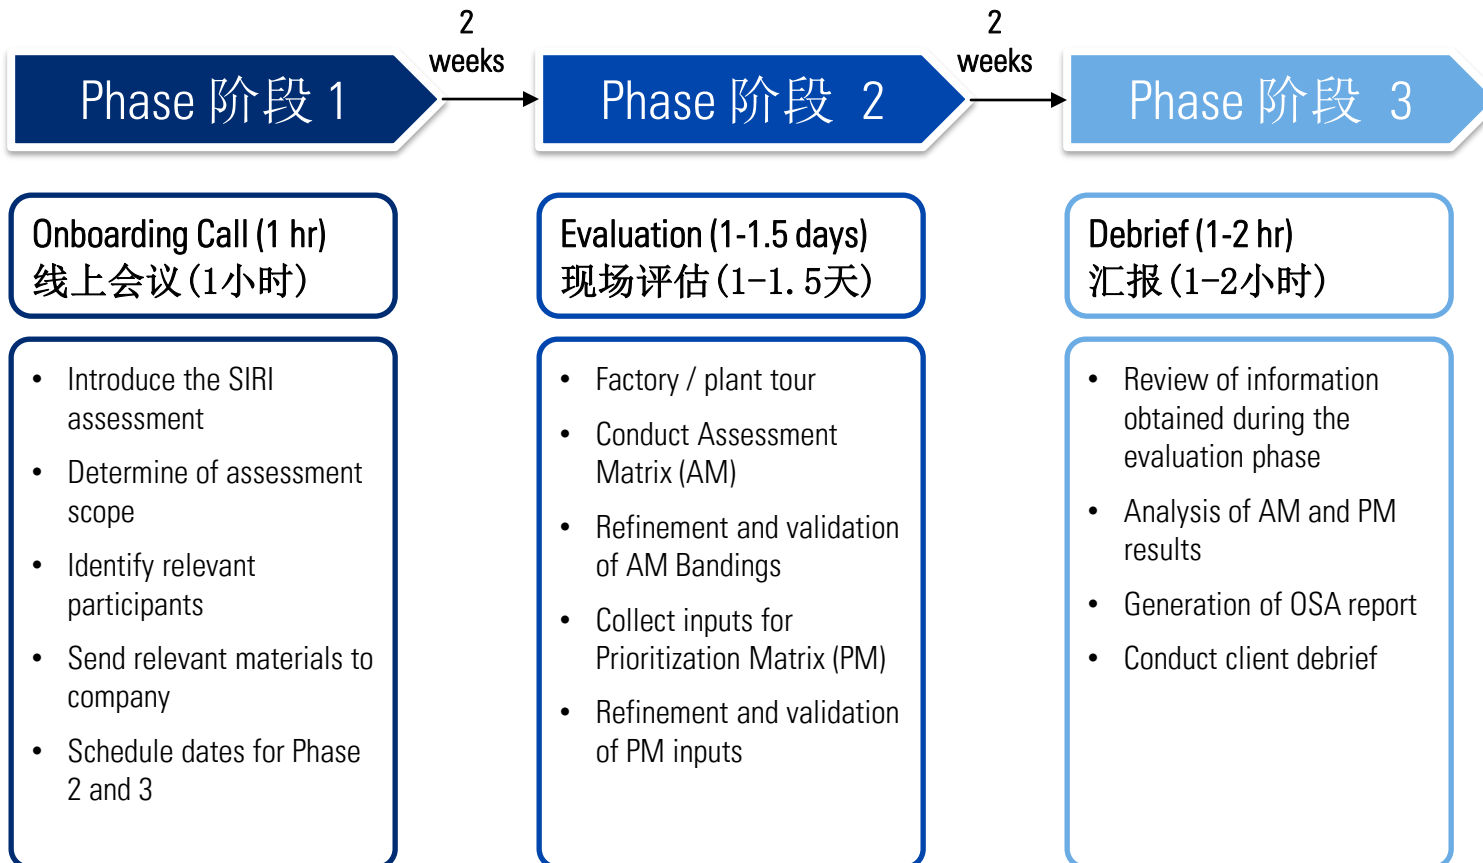 2
weeks
2
weeks
Phase 阶段 1
Phase 阶段 2
Phase 阶段 3
Onboarding Call (1 hr)
线上会议(1小时)
• Introduce the SIRI
assessment
• Determine of assessment
scope
• Identify relevant
participants
• Send relevant materials to
company
• Schedule dates for Phase
2 and 3
Evaluation (1-1.5 days)
现场评估(1-1.5天)
• Factory / plant tour
• Conduct Assessment
Matrix (AM)
• Refinement and validation
of AM Bandings
• Collect inputs for
Prioritization Matrix (PM)
• Refinement and validation
of PM inputs
Debrief (1-2 hr)
汇报(1-2小时)
• Review of information
obtained during the
evaluation phase
• Analysis of AM and PM
results
• Generation of OSA report
• Conduct client debrief